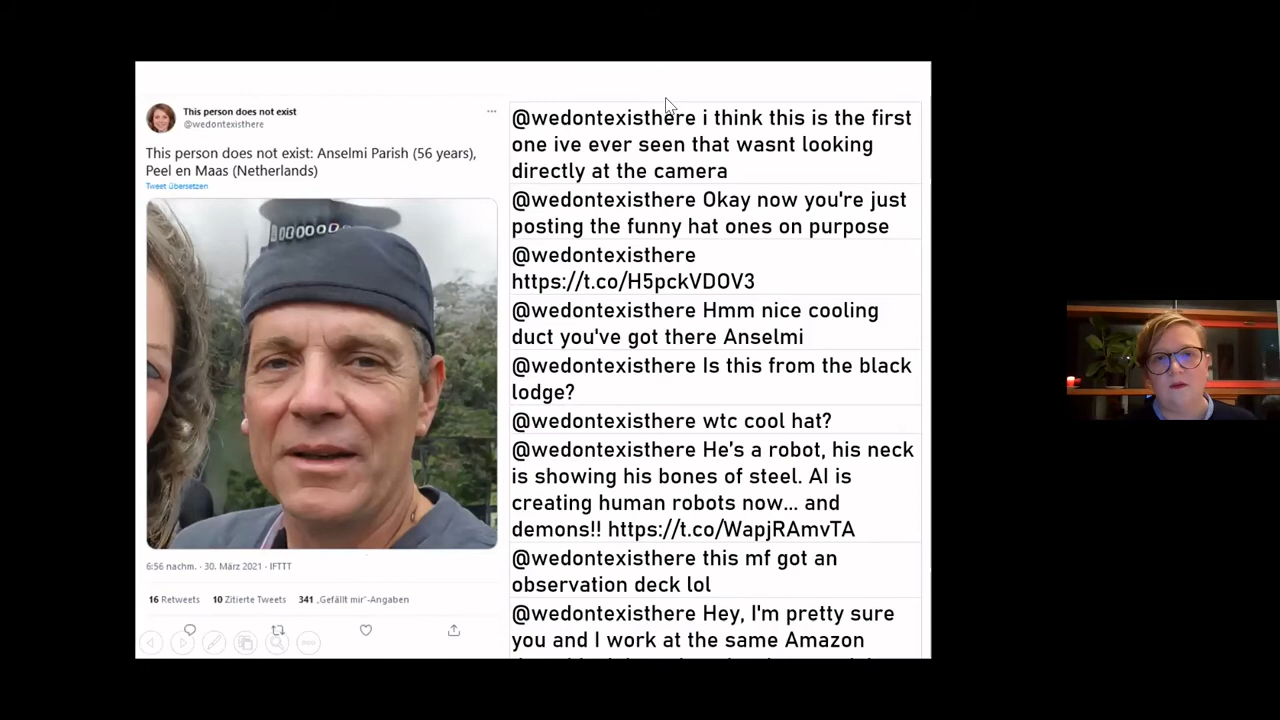 This person does not exist
@wedontexisthere
This person does not exist: Anselmi Parish (56 years),
Peel en Maas (Netherlands)
Tweet übersetzen
6:56 nachm. · 30. März 2021 · IFTTT
16 Retweets 10 Zitierte Tweets 341 „Gefällt mir“-Angaben
@wedontexisthere i think this is the first
one ive ever seen that wasnt looking
directly at the camera
@wedontexisthere Okay now you're just
posting the funny hat ones on purpose
@wedontexisthere
https://t.co/H5pckVDOV3
@wedontexisthere Hmm nice cooling
duct you've got there Anselmi
@wedontexisthere Is this from the black
lodge?
@wedontexisthere wtc cool hat?
@wedontexisthere He's a robot, his neck
is showing his bones of steel. AI is
creating human robots now... and
demons!! https://t.co/WapjRAmvTA
@wedontexisthere this mf got an
observation deck lol
@wedontexisthere Hey, I'm pretty sure
you and I work at the same Amazon